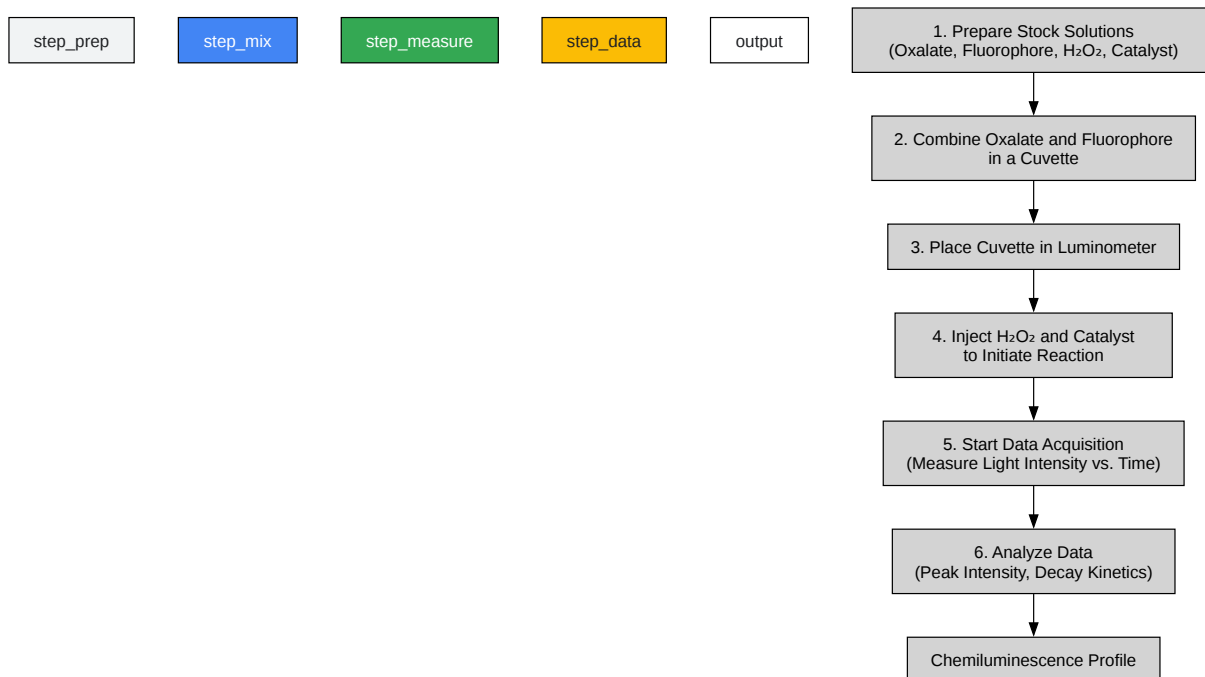 step_prep
step_mix
step_measure
step_data
output
1. Prepare Stock Solutions
(Oxalate, Fluorophore, H₂O₂, Catalyst)
2. Combine Oxalate and Fluorophore
in a Cuvette
3. Place Cuvette in Luminometer
4. Inject H₂O₂ and Catalyst
to Initiate Reaction
5. Start Data Acquisition
(Measure Light Intensity vs. Time)
6. Analyze Data
(Peak Intensity, Decay Kinetics)
Chemiluminescence Profile